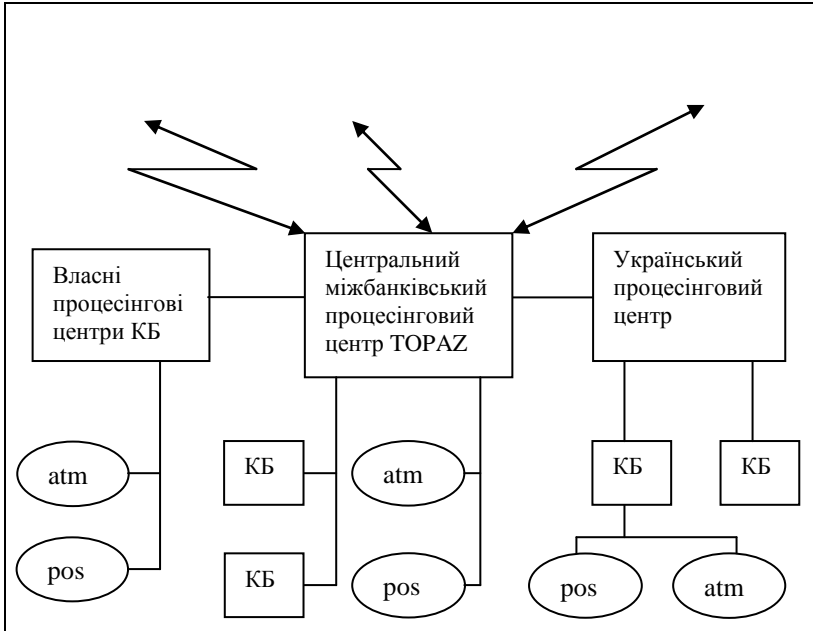 Власні
процесінгові
центри КБ
Центральний
міжбанківський
процесінговий
центр TOPAZ
Український
процесінговий
центр
atm
КБ
atm
КБ
КБ
pos
КБ
pos
pos
atm